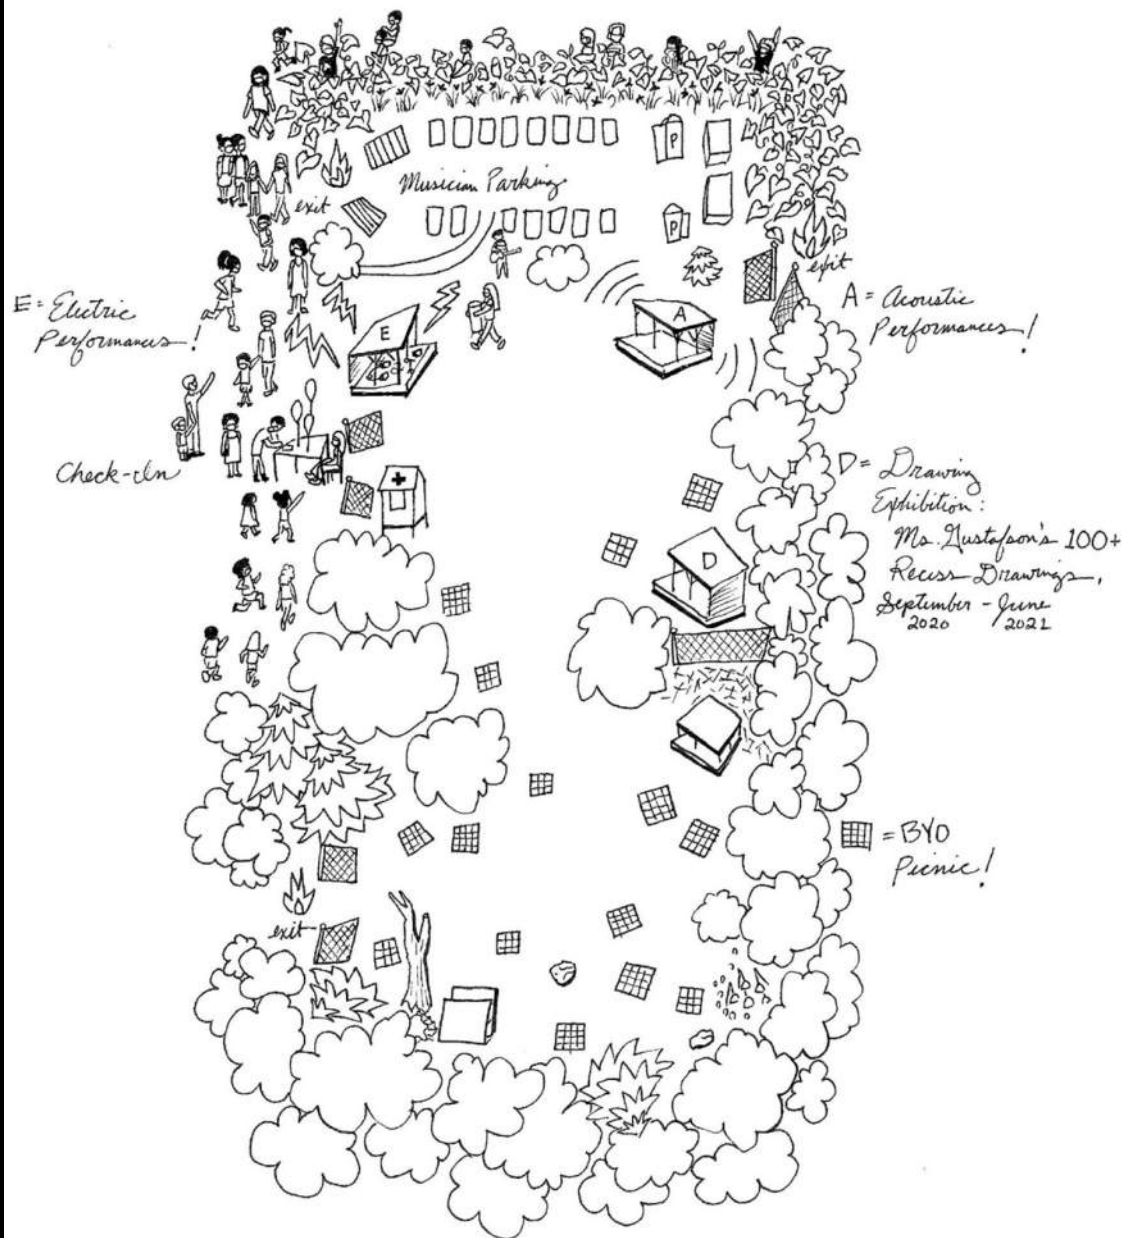 P
Musician Parking
exit
P
exit
E = Electric
Performances!
E
A
A = Acoustic
Performances!
Check-In
D = Drawing
Exhibition:
Ms. Gustafson's 100+
Recess Drawings,
September - June
2020 2021
D
= BYO
Picnic!
exit